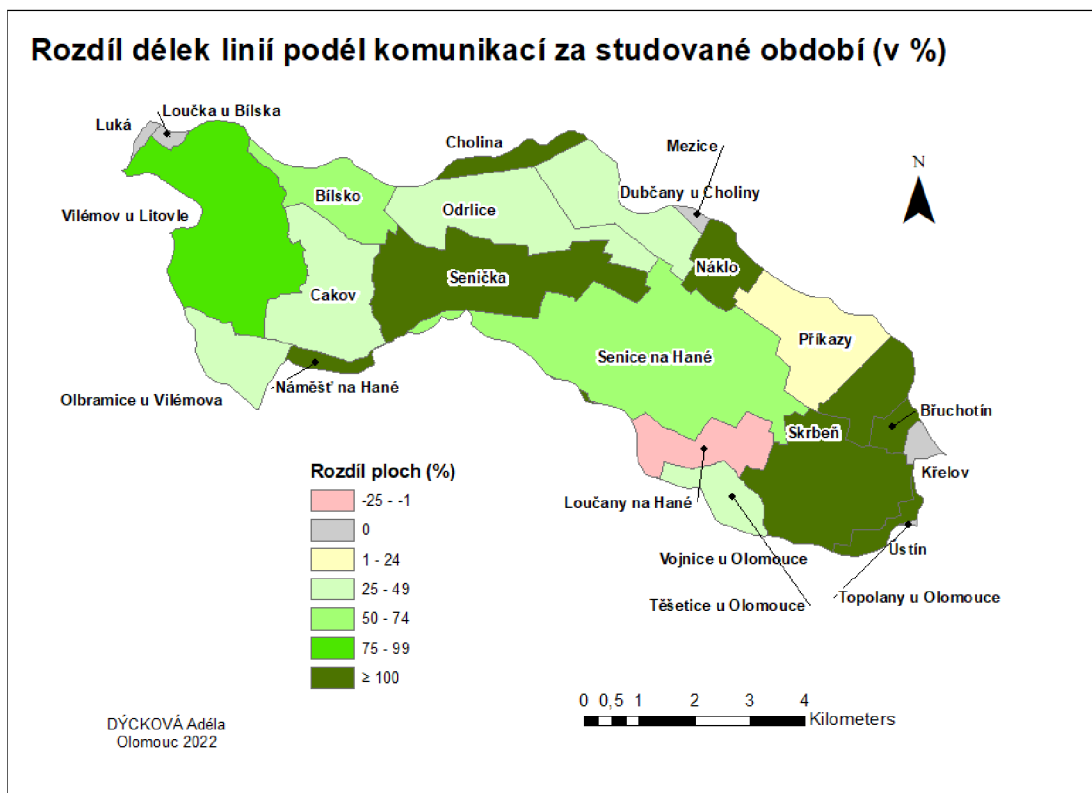 Rozdíl délek linií podél komunikací za studované období (v %)
Loučka u Bílska
Luká
Cholina
Mezice
N
Dubčany u Choliny
Bílsko
Vilémov u Litovle
Odrlice
Náklo
Senička
Cakov
Příkazy
Senice na Hané
Náměšť na Hané
Olbramice u Vilémova
Břuchotín
Skrbeň
Křelov
Rozdíl ploch (%)
-25 - -1
0
1 - 24
25 - 49
50 - 74
75 - 99
≥ 100
Loučany na Hané
Ústín
Vojnice u Olomouce
Těšetice u Olomouce
Topolany u Olomouce
0 0,5 1 2 3 4
Kilometers
DÝCKOVÁ Adéla
Olomouc 2022